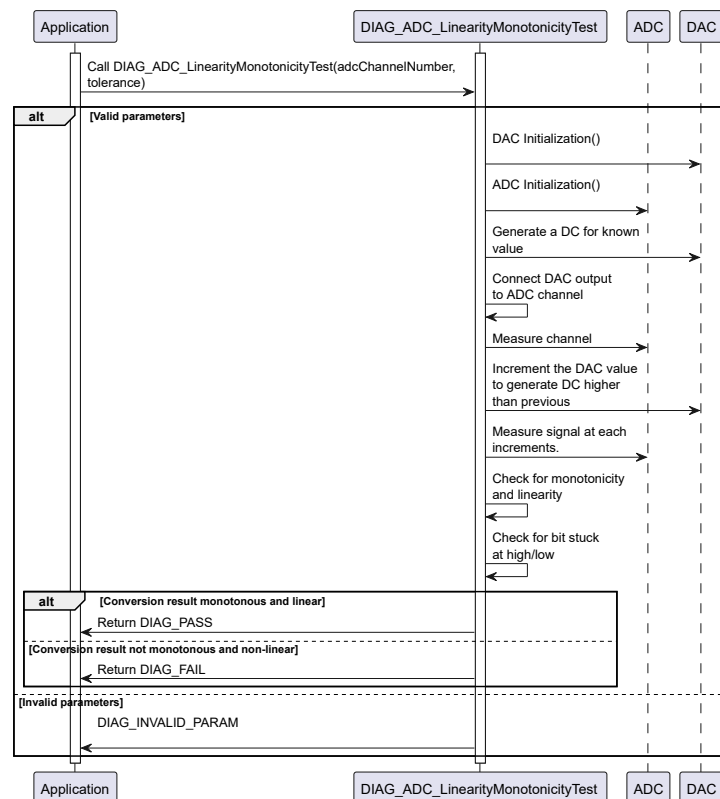 Application
DIAG_ADC_LinearityMonotonicityTest
ADC
DAC
Call DIAG_ADC_LinearityMonotonicityTest(adcChannelNumber,
tolerance)
alt
[Valid parameters]
DAC Initialization()
ADC Initialization()
Generate a DC for known
value
Connect DAC output
to ADC channel
Measure channel
Increment the DAC value
to generate DC higher
than previous
Measure signal at each
increments.
Check for monotonicity
and linearity
Check for bit stuck
at high/low
alt
[Conversion result monotonous and linear]
Return DIAG_PASS
[Conversion result not monotonous and non-linear]
Return DIAG_FAIL
[Invalid parameters]
DIAG_INVALID_PARAM
Application
DIAG_ADC_LinearityMonotonicityTest
ADC
DAC